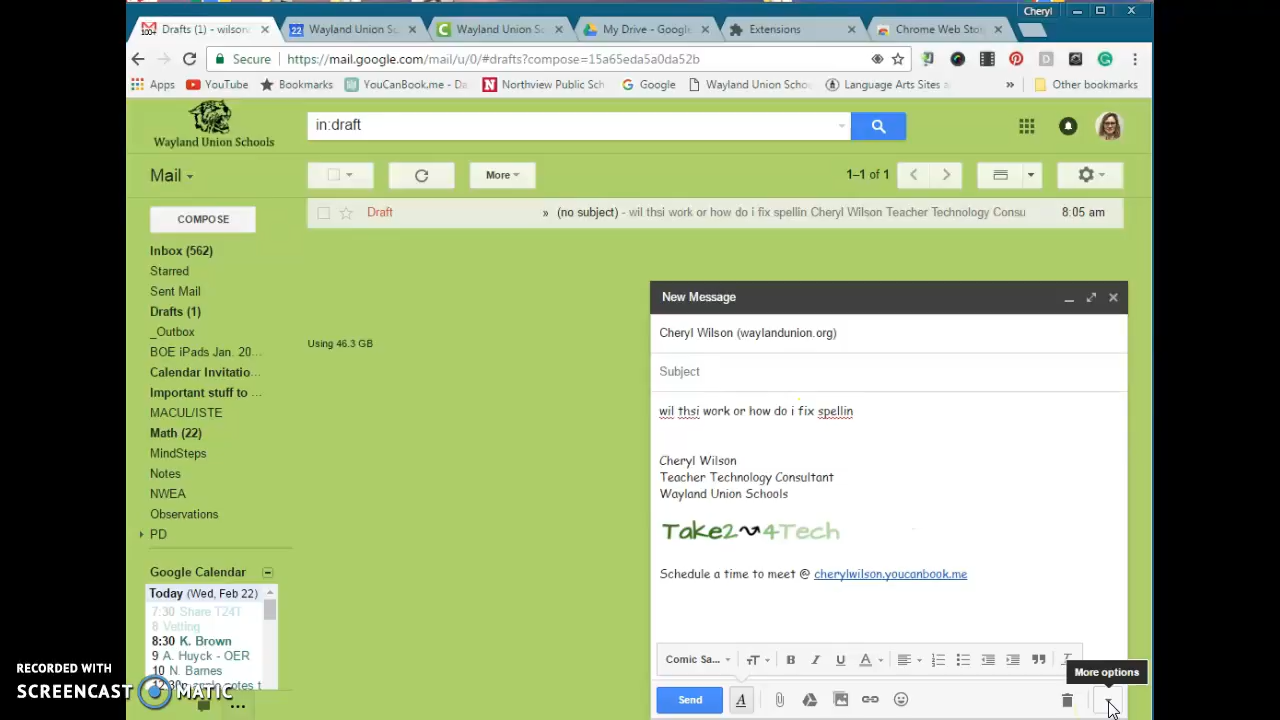 Cheryl
Drafts (1) - wilson
Wayland Union Sc
Wayland Union Sc
My Drive - Google
Extensions
Chrome Web Stor
Secure
https://mail.google.com/mail/u/0/#drafts?compose=15a65eda5a0da52b
Apps YouTube Bookmarks YouCanBook.me - Da Northview Public Sch Google Wayland Union School Language Arts Sites » Other bookmarks
Wayland Union Schools
in:draft
Mail
More
1–1 of 1
COMPOSE
Draft » (no subject) - wil thsi work or how do i fix spellin Cheryl Wilson Teacher Technology Consu 8:05 am
Inbox (562)
Starred
Sent Mail
Drafts (1)
_Outbox
BOE iPads Jan. 20...
Calendar Invitatio...
Important stuff to ...
MACUL/ISTE
Math (22)
MindSteps
Notes
NWEA
Observations
PD
Using 46.3 GB
Google Calendar
Today (Wed, Feb 22)
7:30 Share T24T
8 Vetting
8:30 K. Brown
9 A. Huyck - OER
10 N. Barnes
New Message
Cheryl Wilson (waylandunion.org)
Subject
wil thsi work or how do i fix spellin
Cheryl Wilson
Teacher Technology Consultant
Wayland Union Schools
Take2 4Tech
Schedule a time to meet @ cherylwilson.youcanbook.me
Comic Sa...
More options
Send
RECORDED WITH
SCREENCAST MATIC